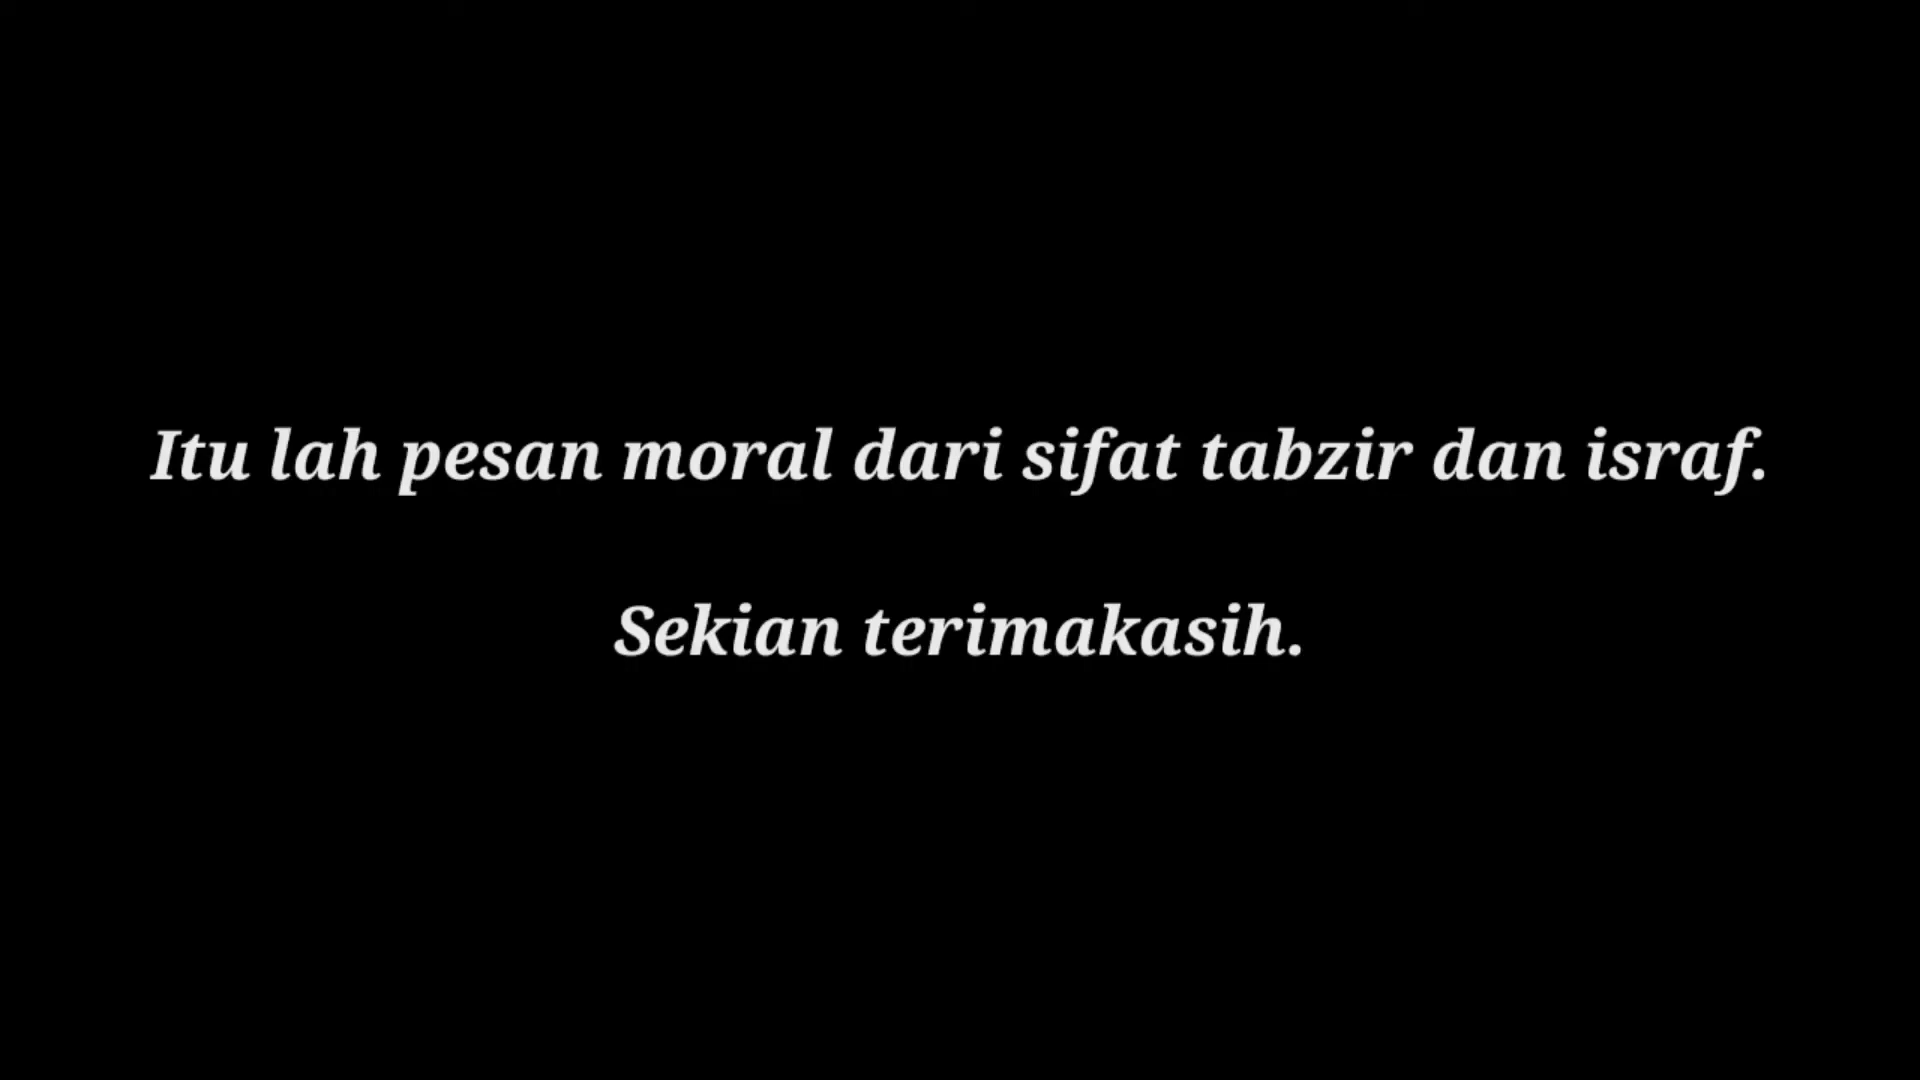 Itu lah pesan moral dari sifat tabzir dan israf.
Sekian terimakasih.